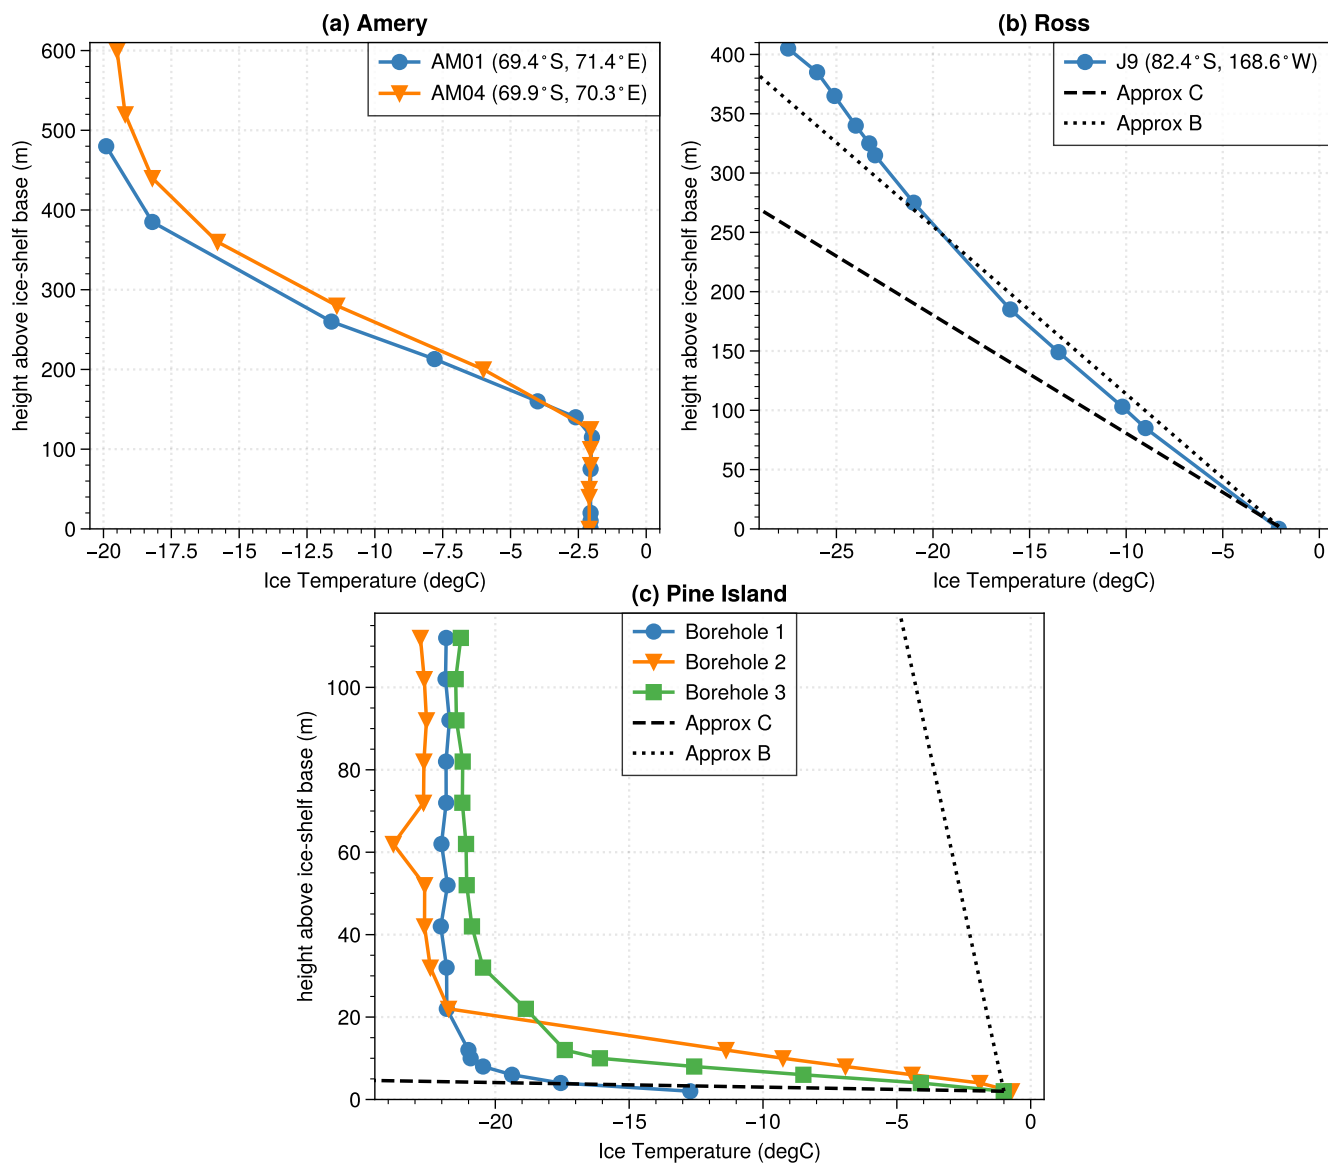 (a) Amery
600
500
400
300
200
100
0
height above ice-shelf base (m)
AM01 (69.4°S, 71.4°E)
AM04 (69.9°S, 70.3°E)
−20 −17.5 −15 −12.5 −10 −7.5 −5 −2.5 0
Ice Temperature (degC)
(b) Ross
400
350
300
250
200
150
100
50
0
height above ice-shelf base (m)
J9 (82.4°S, 168.6°W)
Approx C
Approx B
−25 −20 −15 −10 −5 0
Ice Temperature (degC)
(c) Pine Island
100
80
60
40
20
0
height above ice-shelf base (m)
Borehole 1
Borehole 2
Borehole 3
Approx C
Approx B
−20 −15 −10 −5 0
Ice Temperature (degC)